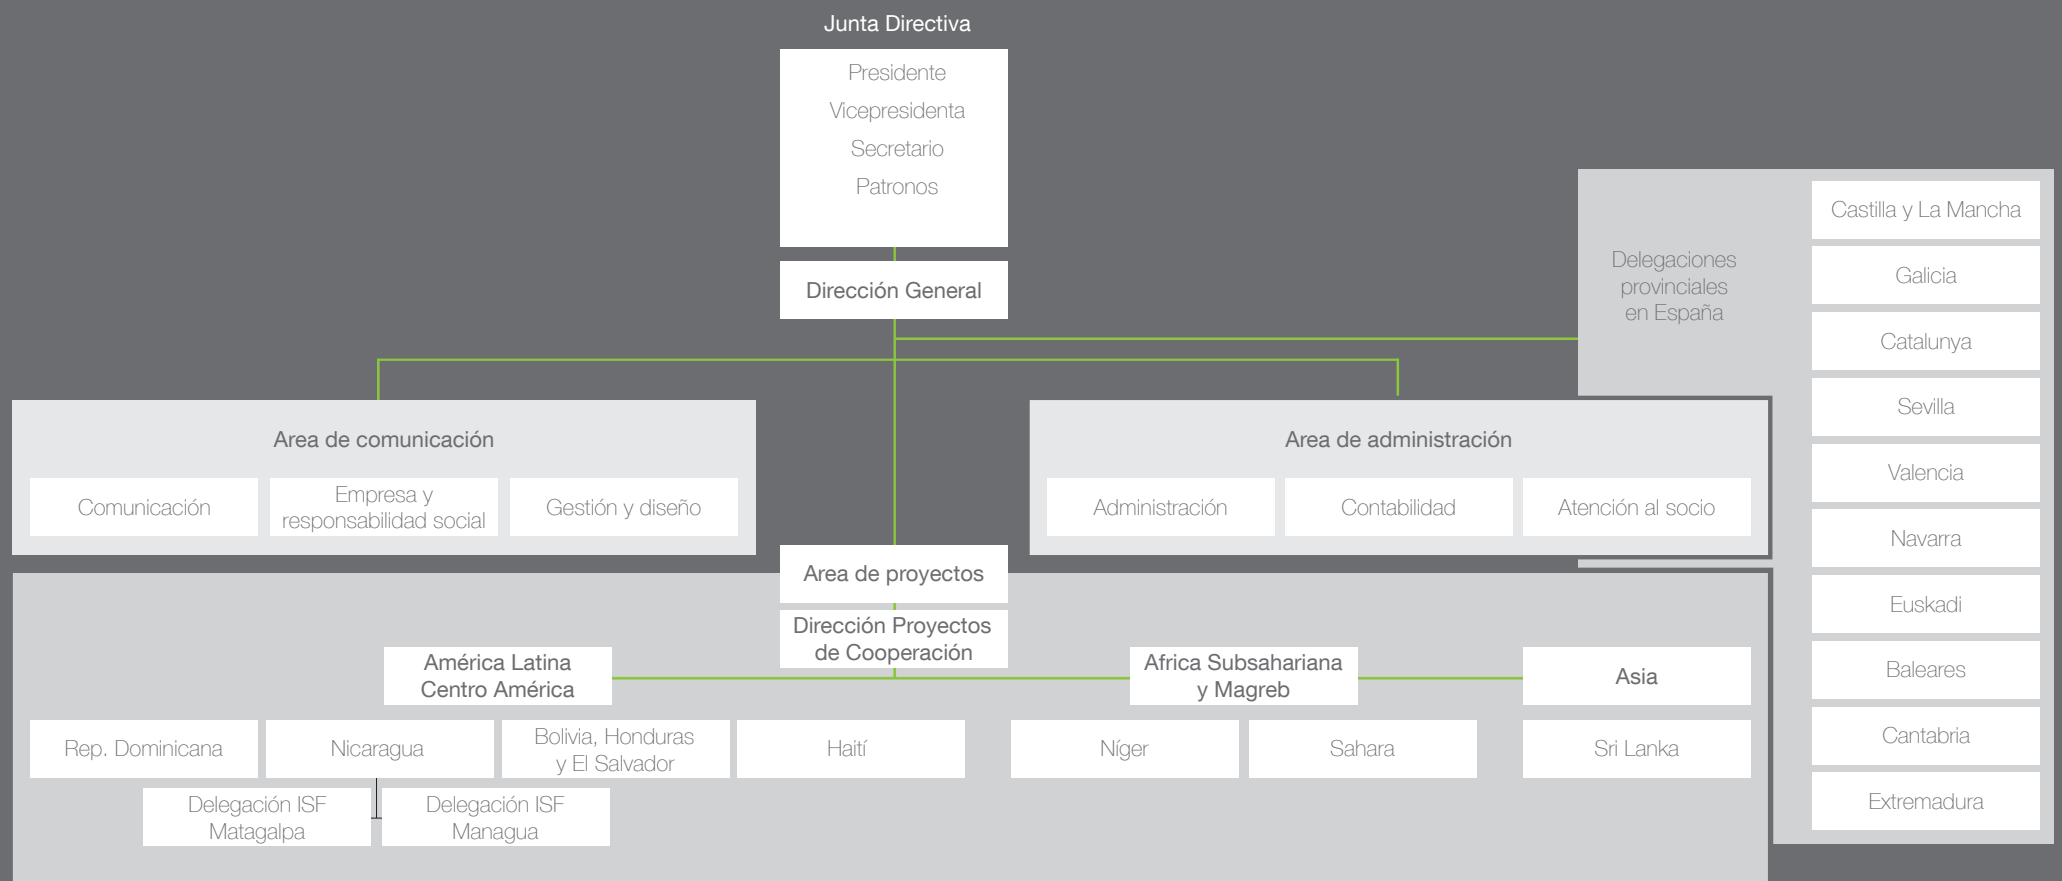 Junta Directiva
Presidente
Vicepresidenta
Secretario
Patronos
Dirección General
Delegaciones
provinciales
en España
Castilla y La Mancha
Galicia
Catalunya
Sevilla
Valencia
Navarra
Euskadi
Baleares
Cantabria
Extremadura
Area de comunicación
Comunicación
Empresa y
responsabilidad social
Gestión y diseño
Area de administración
Administración
Contabilidad
Atención al socio
Area de proyectos
Dirección Proyectos
de Cooperación
América Latina
Centro América
Africa Subsahariana
y Magreb
Asia
Rep. Dominicana
Nicaragua
Bolivia, Honduras
y El Salvador
Haití
Níger
Sahara
Sri Lanka
Delegación ISF
Matagalpa
Delegación ISF
Managua